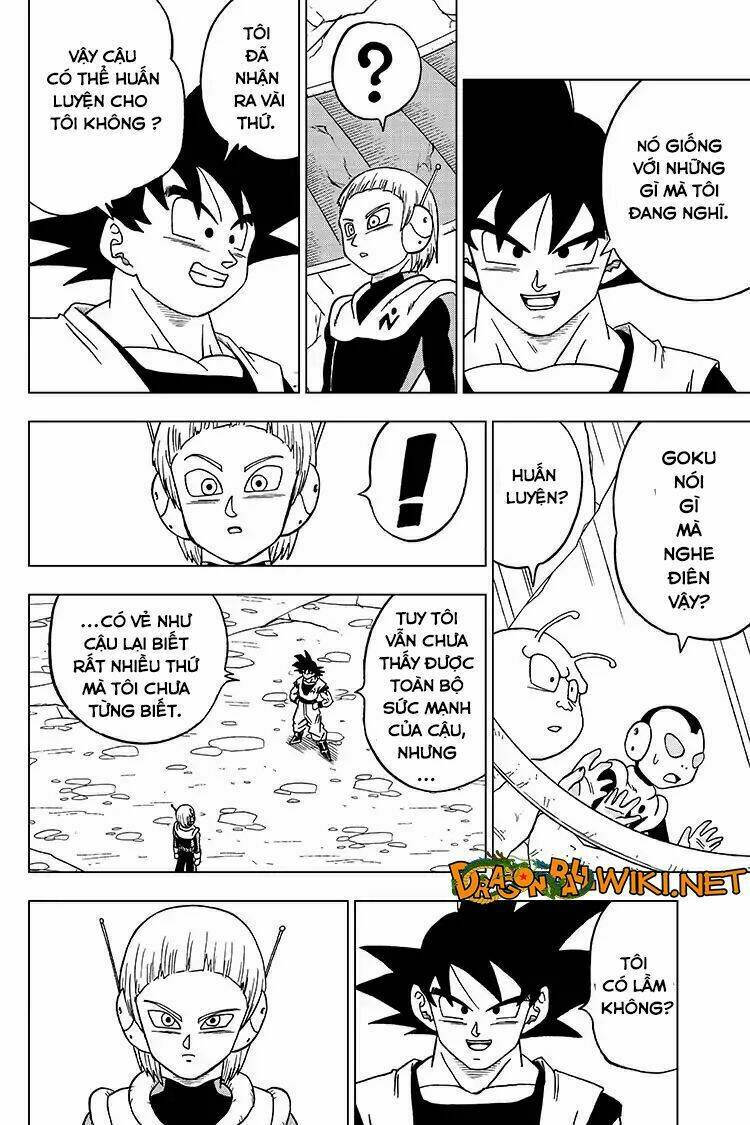 NÓ GIỐNG
VỚI NHỮNG
GÌ MÀ TÔI
ĐANG NGHĨ.
?
TÔI
ĐÃ
NHẬN
RA VÀI
THỨ.
VẬY CẬU
CÓ THỂ HUẤN
LUYỆN CHO
TÔI KHÔNG ?
GOKU
NÓI
GÌ
MÀ
NGHE
ĐIÊN
VẬY?
HUẤN
LUYỆN?
!
TUY TÔI
VẪN CHƯA
THẤY ĐƯỢC
TOÀN BỘ
SỨC MẠNH
CỦA CẬU,
NHƯNG
...
...CÓ VẺ NHƯ
CẬU LẠI BIẾT
RẤT NHIỀU THỨ
MÀ TÔI CHƯA
TỪNG BIẾT.
DRAGON BALL WIKI.NET
TÔI
CÓ LẦM
KHÔNG?